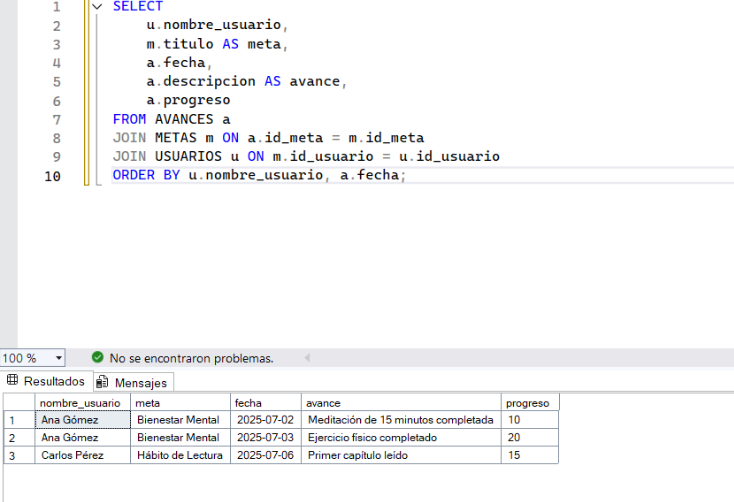 1 SELECT
2 u.nombre_usuario,
3 m.titulo AS meta,
4 a.fecha,
5 a.descripcion AS avance,
6 a.progreso
7 FROM AVANCES a
8 JOIN METAS m ON a.id_meta = m.id_meta
9 JOIN USUARIOS u ON m.id_usuario = u.id_usuario
10 ORDER BY u.nombre_usuario, a.fecha;
100 % No se encontraron problemas.
Resultados Mensajes
nombre_usuario meta fecha avance progreso
1 Ana Gómez Bienestar Mental 2025-07-02 Meditación de 15 minutos completada 10
2 Ana Gómez Bienestar Mental 2025-07-03 Ejercicio físico completado 20
3 Carlos Pérez Hábito de Lectura 2025-07-06 Primer capítulo leído 15